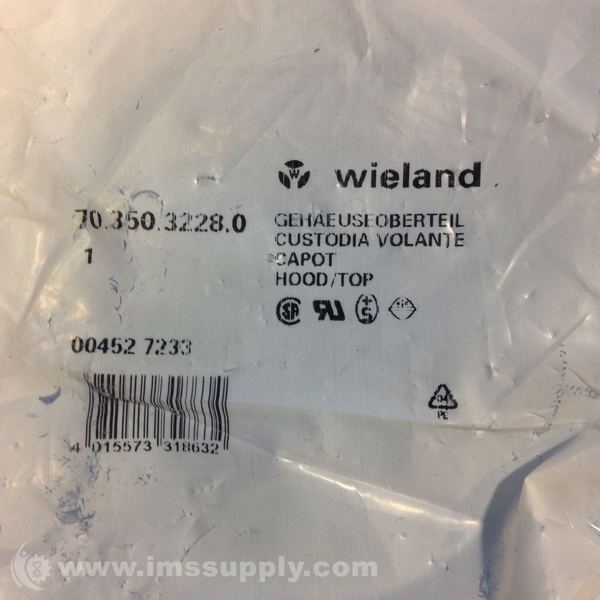 wieland
70.350.3228.0
1
GEHAEUSEOBERTEIL
CUSTODIA VOLANTE
CAPOT
HOOD/TOP
00452 7233
4 015573 318632
04
PE
www.imssupply.com